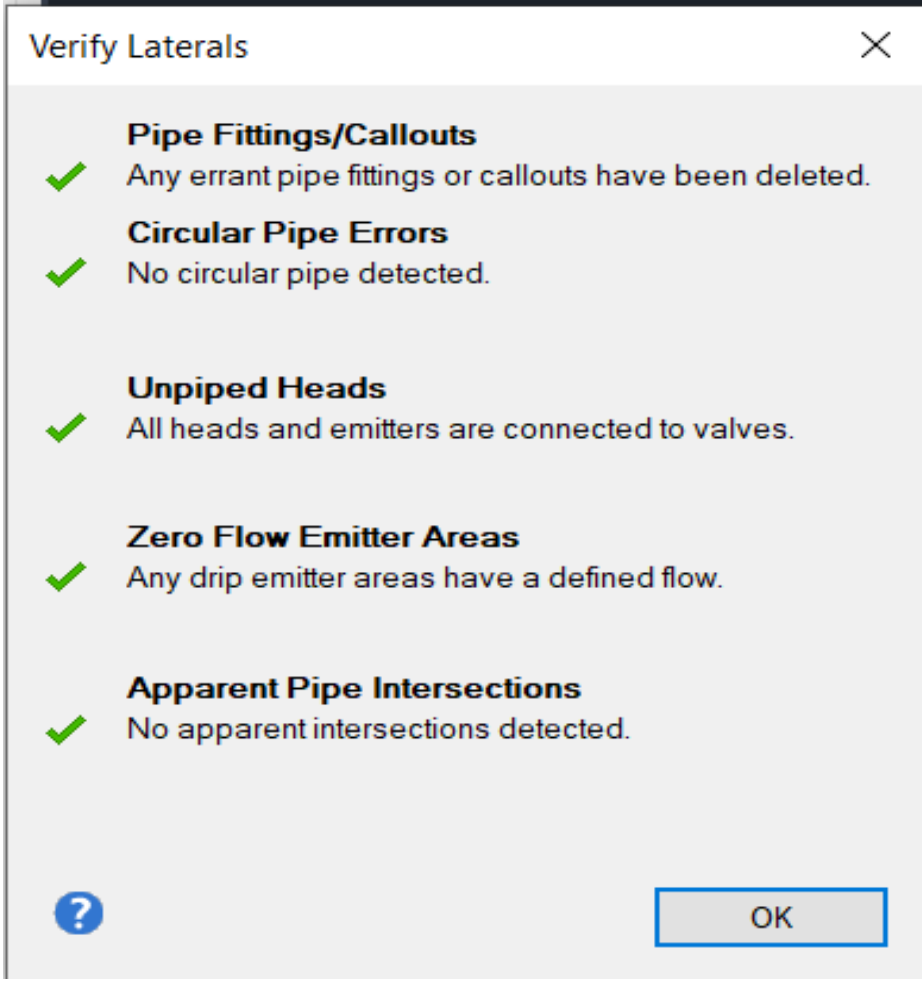 Verify Laterals
Pipe Fittings/Callouts
Any errant pipe fittings or callouts have been deleted.
Circular Pipe Errors
No circular pipe detected.
Unpiped Heads
All heads and emitters are connected to valves.
Zero Flow Emitter Areas
Any drip emitter areas have a defined flow.
Apparent Pipe Intersections
No apparent intersections detected.
?
OK